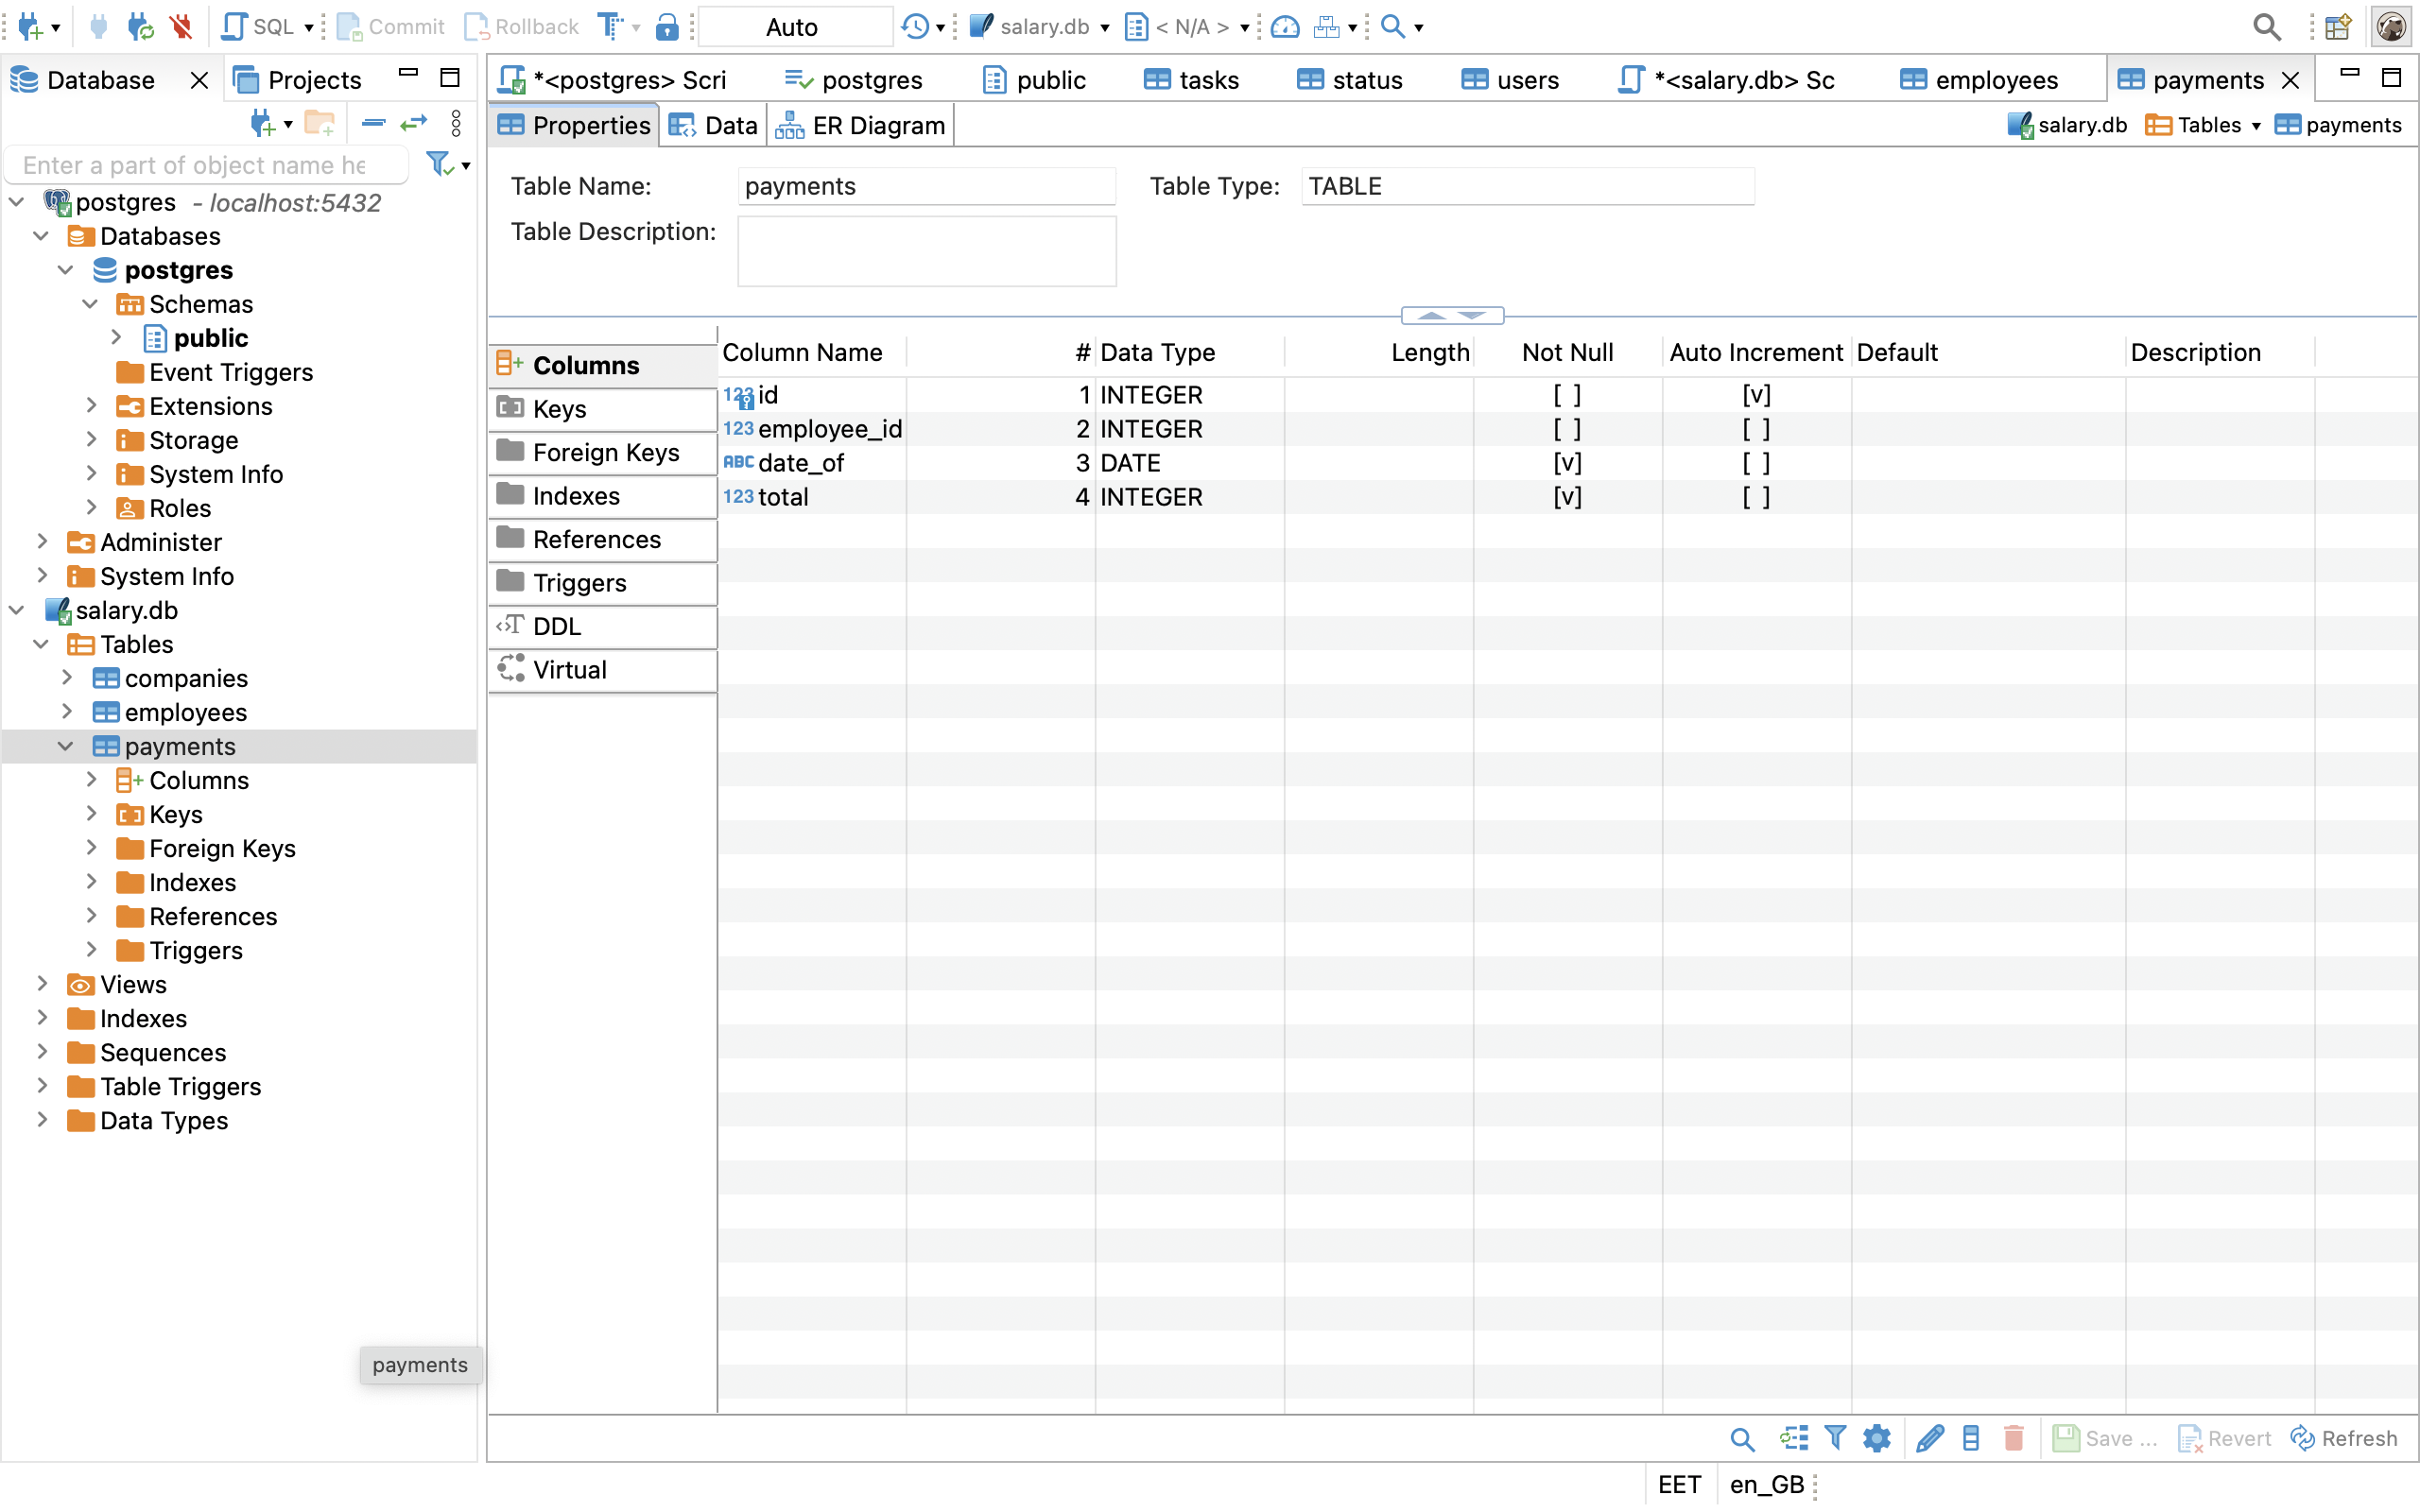 SQL Commit Rollback Auto salary.db < N/A >
Database Projects
Enter a part of object name he
postgres - localhost:5432
Databases
postgres
Schemas
public
Event Triggers
Extensions
Storage
System Info
Roles
Administer
System Info
salary.db
Tables
companies
employees
payments
Columns
Keys
Foreign Keys
Indexes
References
Triggers
Views
Indexes
Sequences
Table Triggers
Data Types
payments
*<postgres> Scri postgres public tasks status users *<salary.db> Sc employees payments
Properties Data ER Diagram salary.db Tables payments
Table Name: payments Table Type: TABLE
Table Description:
Columns
Keys
Foreign Keys
Indexes
References
Triggers
DDL
Virtual
Column Name # Data Type Length Not Null Auto Increment Default Description
123 id 1 INTEGER [ ] [v]
123 employee_id 2 INTEGER [ ] [ ]
ABC date_of 3 DATE [v] [ ]
123 total 4 INTEGER [v] [ ]
Save ... Revert Refresh
EET en_GB